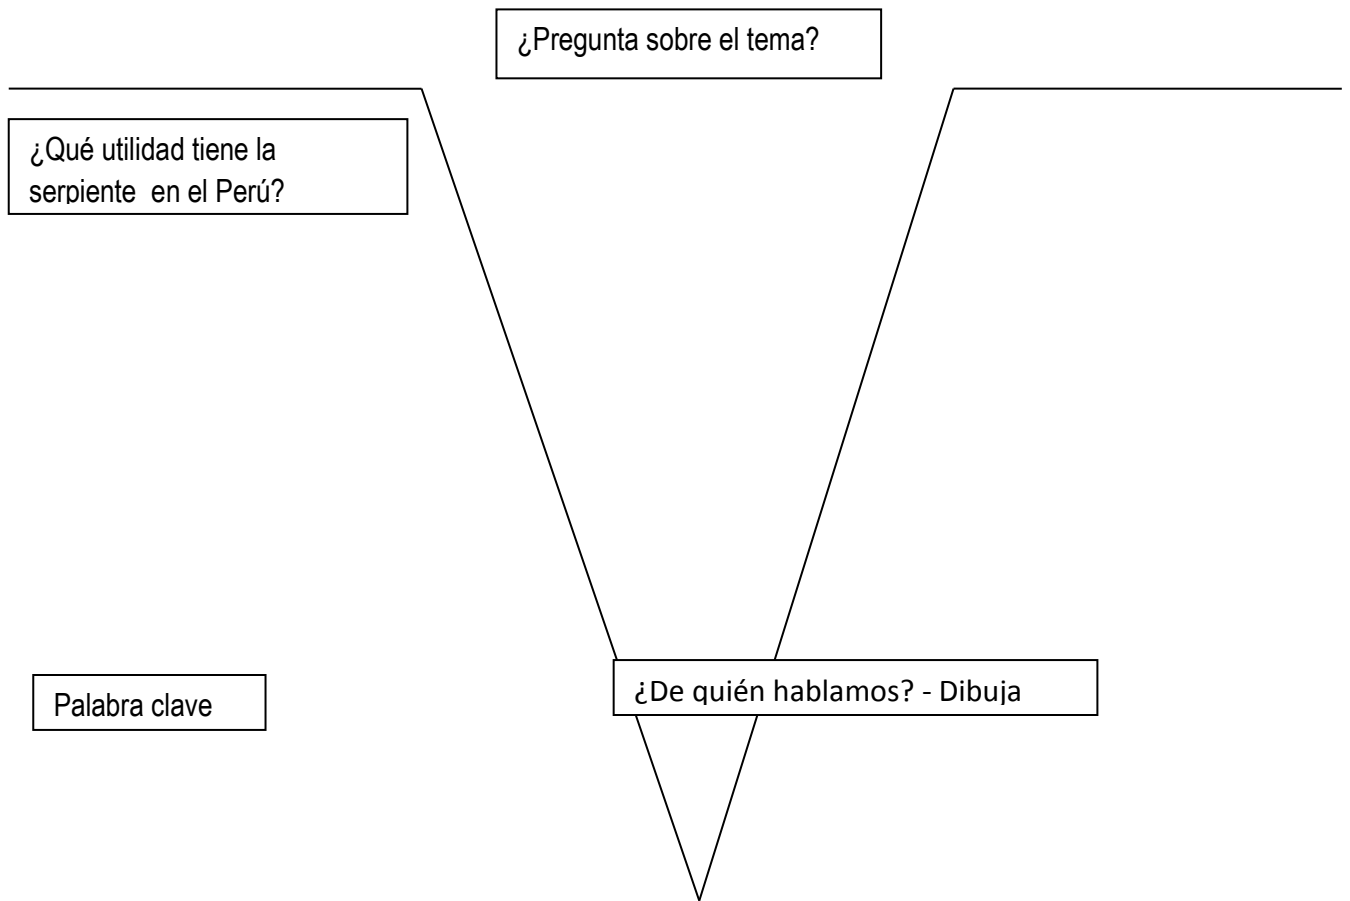 ¿Pregunta sobre el tema?
¿Qué utilidad tiene la
serpiente en el Perú?
Palabra clave
¿De quién hablamos? - Dibuja